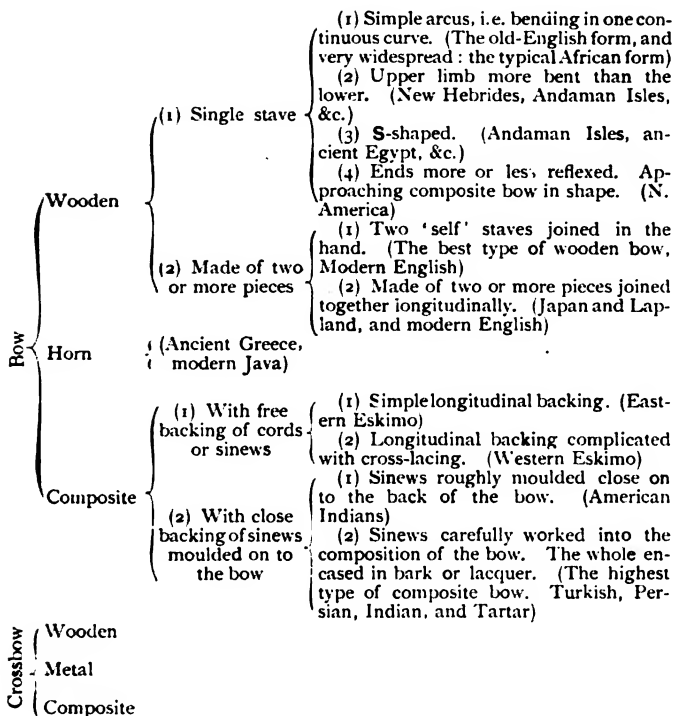 Bow
Wooden
(1) Single stave
(1) Simple arcus, i.e. bending in one con-
tinuous curve. (The old-English form, and
very widespread : the typical African form)
(2) Upper limb more bent than the
lower. (New Hebrides, Andaman Isles,
&c.)
(3) S-shaped. (Andaman Isles, an-
cient Egypt, &c.)
(4) Ends more or less reflexed. Ap-
proaching composite bow in shape. (N.
America)
(2) Made of two
or more pieces
(1) Two 'self' staves joined in the
hand. (The best type of wooden bow,
Modern English)
(2) Made of two or more pieces joined
together longitudinally. (Japan and Lap-
land, and modern English)
Horn
(Ancient Greece,
modern Java)
Composite
(1) With free
backing of cords
or sinews
(1) Simple longitudinal backing. (East-
ern Eskimo)
(2) Longitudinal backing complicated
with cross-lacing. (Western Eskimo)
(2) With close
backing of sinews
moulded on to
the bow
(1) Sinews roughly moulded close on
to the back of the bow. (American
Indians)
(2) Sinews carefully worked into the
composition of the bow. The whole en-
cased in bark or lacquer. (The highest
type of composite bow. Turkish, Per-
sian, Indian, and Tartar)
Crossbow
Wooden
Metal
Composite